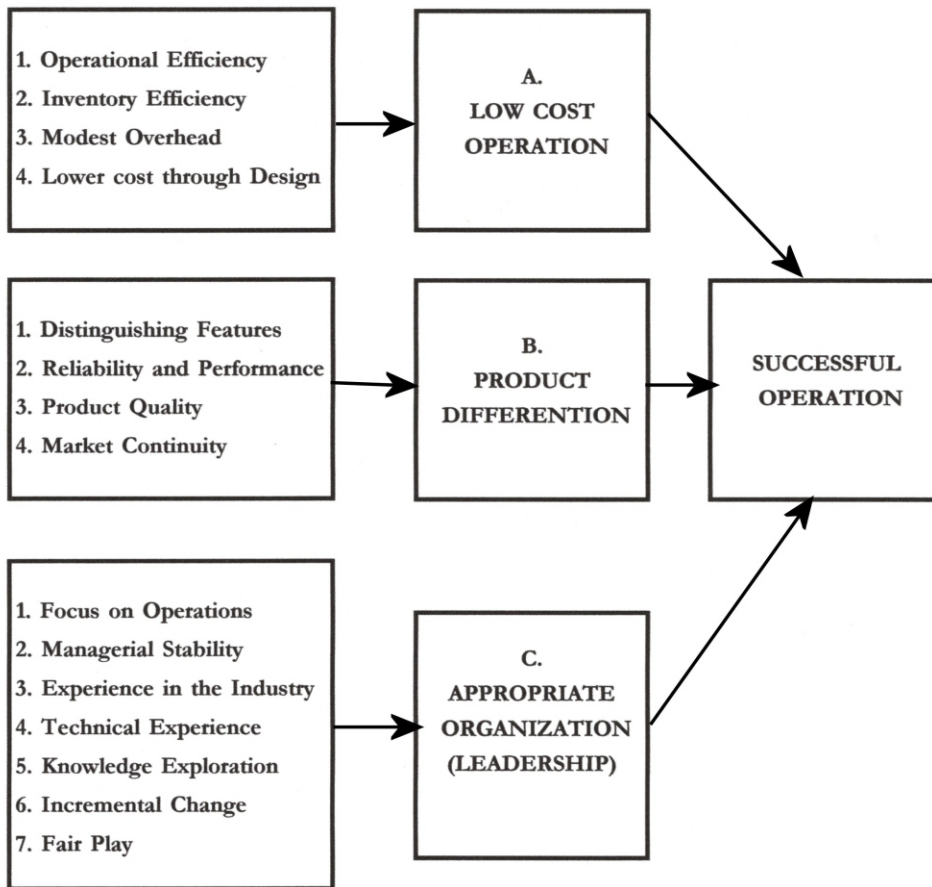 1. Operational Efficiency
2. Inventory Efficiency
3. Modest Overhead
4. Lower cost through Design
A.
LOW COST
OPERATION
1. Distinguishing Features
2. Reliability and Performance
3. Product Quality
4. Market Continuity
B.
PRODUCT
DIFFERENTION
SUCCESSFUL
OPERATION
1. Focus on Operations
2. Managerial Stability
3. Experience in the Industry
4. Technical Experience
5. Knowledge Exploration
6. Incremental Change
7. Fair Play
C.
APPROPRIATE
ORGANIZATION
(LEADERSHIP)